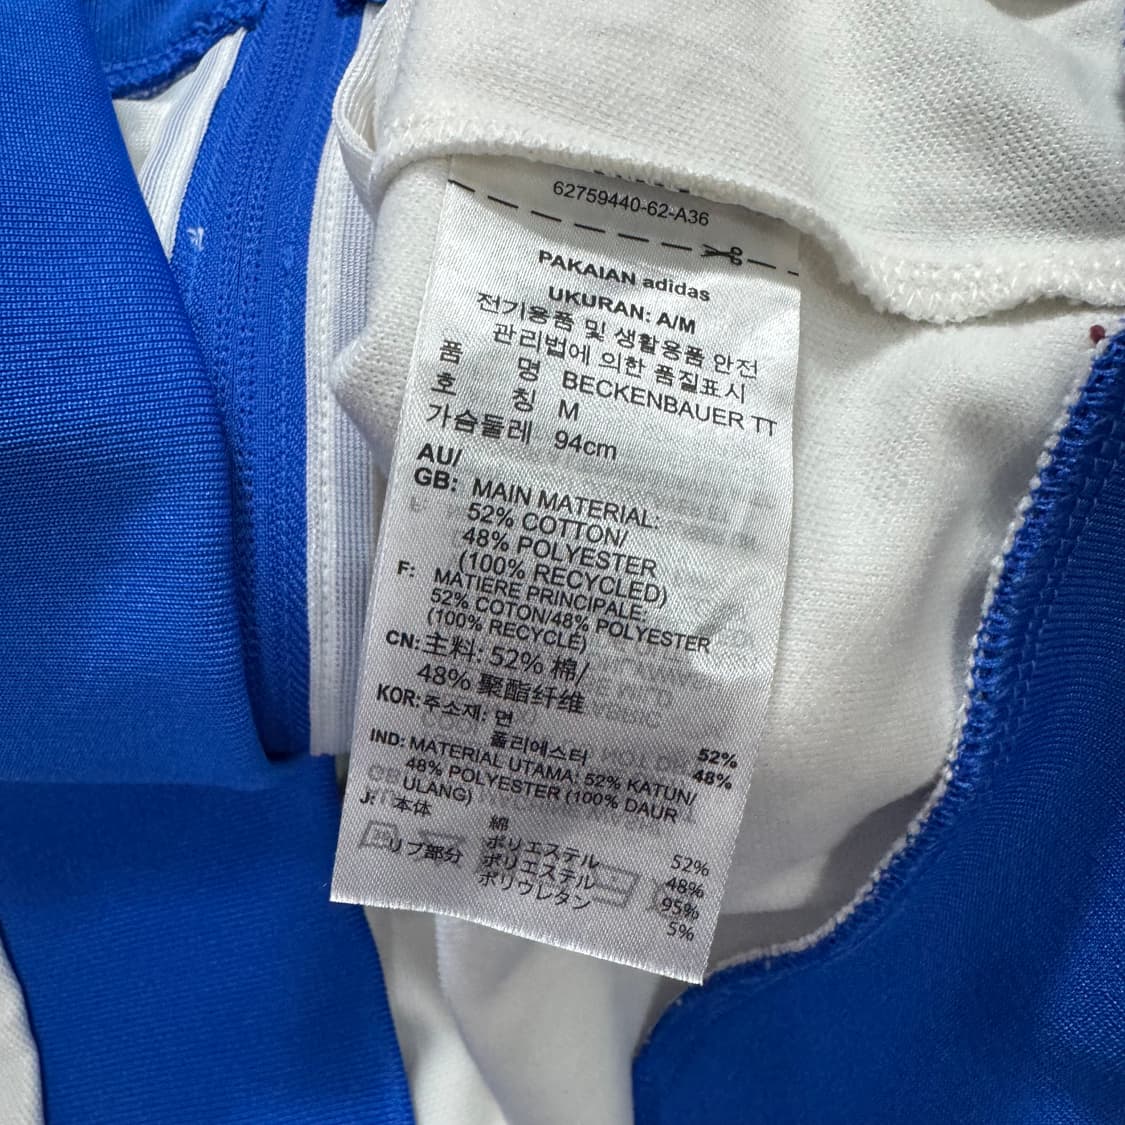 62759440-62-A36
PAKAIAN adidas
UKURAN: A/M
전기용품 및 생활용품 안전
관리법에 의한 품질표시
품 명 BECKENBAUER TT
호 칭 M
가슴둘레 94cm
AU/
GB: MAIN MATERIAL:
52% COTTON/
48% POLYESTER
(100% RECYCLED)
F: MATIERE PRINCIPALE:
52% COTON/48% POLYESTER
(100% RECYCLÉ)
CN: 主料: 52% 棉/
48% 聚酯纤维
KOR: 주소재: 면 52%
폴리에스터 48%
IND: MATERIAL UTAMA: 52% KATUN/
48% POLYESTER (100% DAUR
ULANG)
J: 本体 綿 52%
ポリエステル 48%
リブ部分 ポリエステル 95%
ポリウレタン 5%